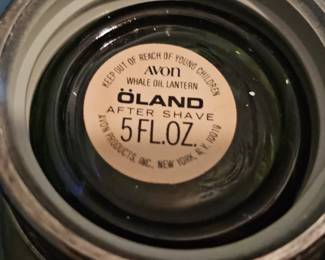 KEEP OUT OF REACH OF YOUNG CHILDREN
AVON
WHALE OIL LANTERN
ÖLAND
AFTER SHAVE
5 FL.OZ.
AVON PRODUCTS, INC., NEW YORK, N.Y. 10019